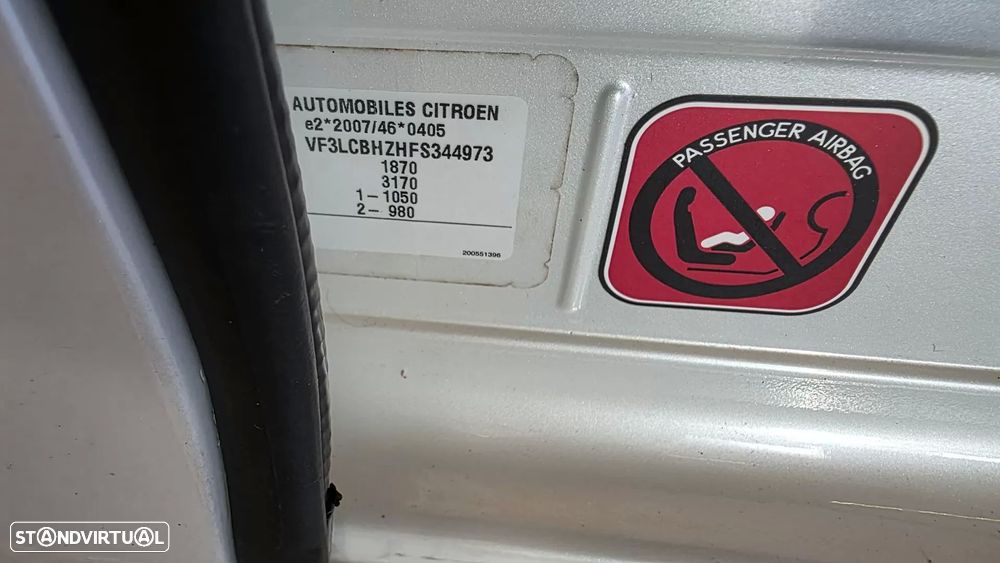 AUTOMOBILES CITROEN
e2*2007/46*0405
VF3LCBHZHFS344973
1870
3170
1- 1050
2- 980
200551396
PASSENGER AIRBAG
STANDVIRTUAL